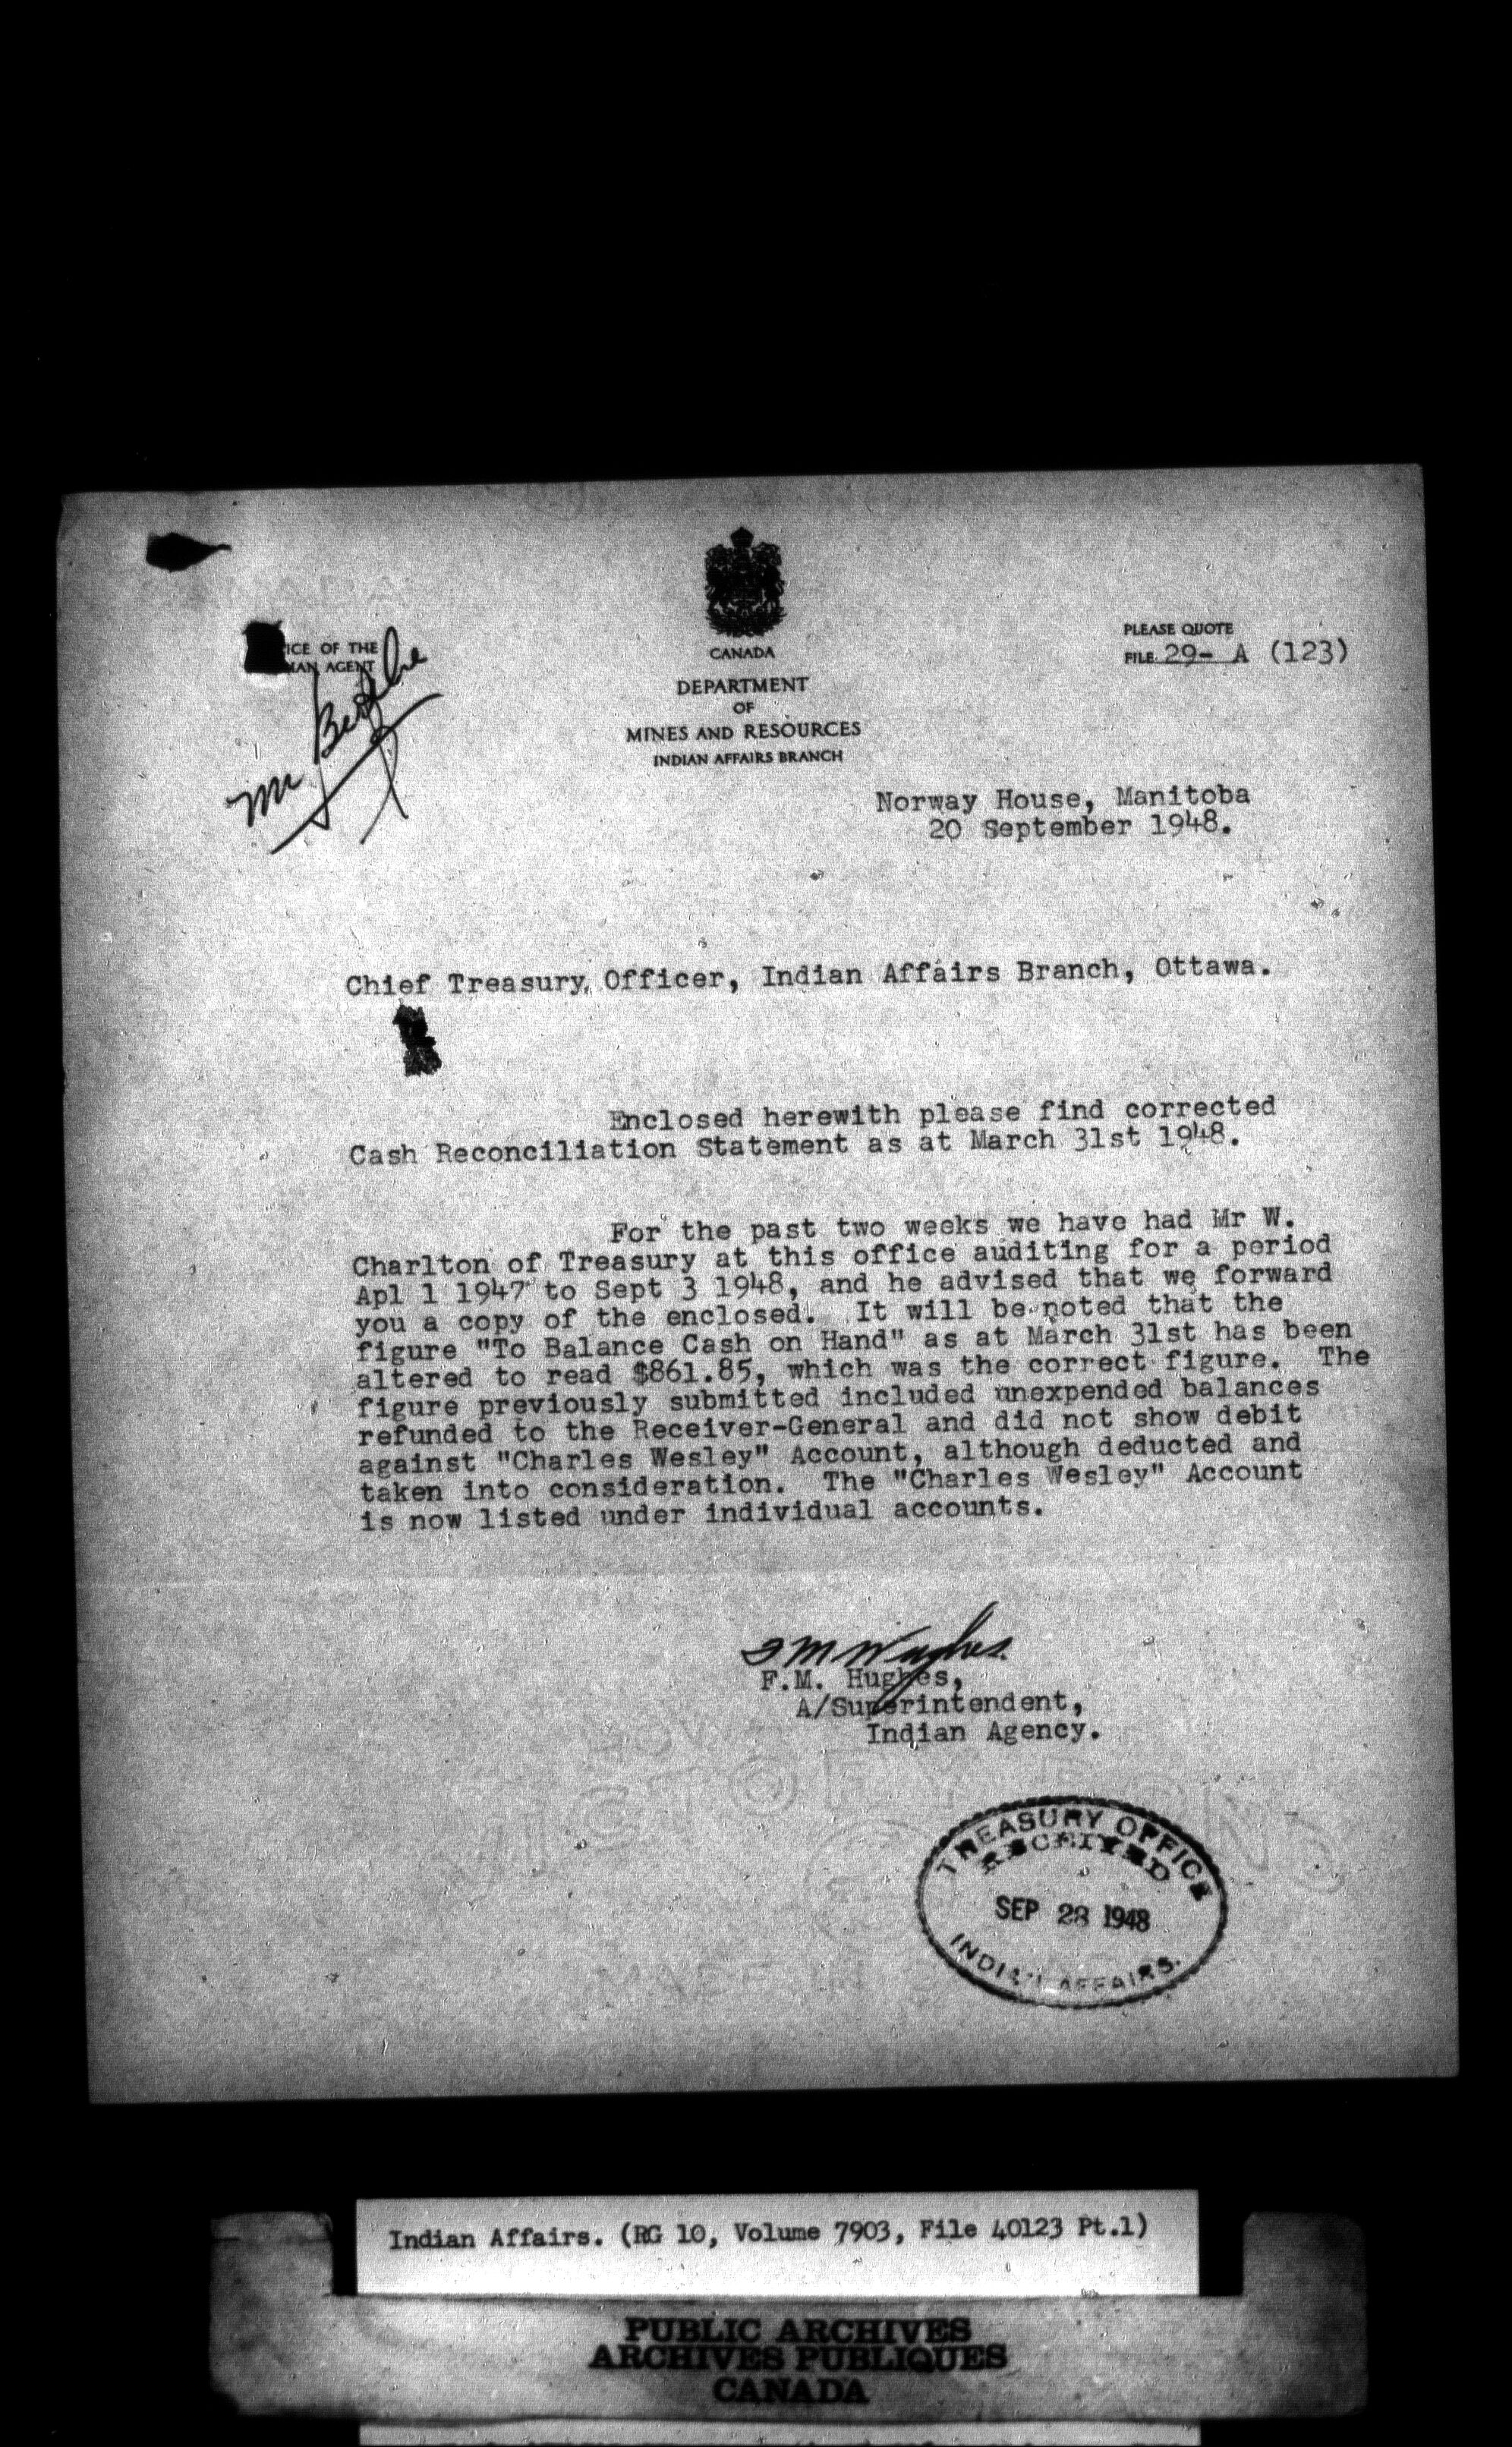 ICE OF THE
IAN AGENT
Mr
CANADA
DEPARTMENT
OF
MINES AND RESOURCES
INDIAN AFFAIRS BRANCH
PLEASE QUOTE
FILE 29- A (123)
Norway House, Manitoba
20 September 1948.
Chief Treasury Officer, Indian Affairs Branch, Ottawa.
Enclosed herewith please find corrected
Cash Reconciliation Statement as at March 31st 1948.
For the past two weeks we have had Mr W.
Charlton of Treasury at this office auditing for a period
Apl 1 1947 to Sept 3 1948, and he advised that we forward
you a copy of the enclosed. It will be noted that the
figure "To Balance Cash on Hand" as at March 31st has been
altered to read $861.85, which was the correct figure. The
figure previously submitted included unexpended balances
refunded to the Receiver-General and did not show debit
against "Charles Wesley" Account, although deducted and
taken into consideration. The "Charles Wesley" Account
is now listed under individual accounts.
F M Hughes.
F.M. Hughes,
A/Superintendent,
Indian Agency.
VICTORY BOND
MADE IN
TREASURY OFFICE
RECEIVED
SEP 28 1948
INDIAN AFFAIRS.
Indian Affairs. (RG 10, Volume 7903, File 40123 Pt.1)
PUBLIC ARCHIVES
ARCHIVES PUBLIQUES
CANADA